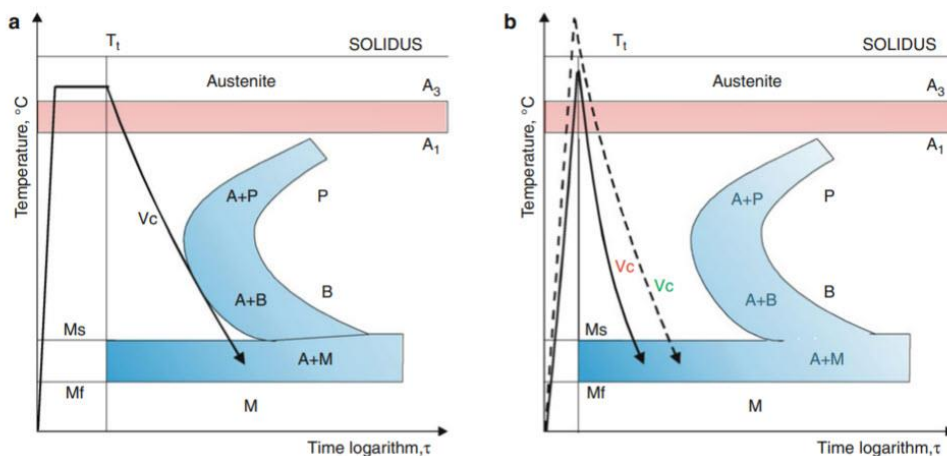 a
T_t
SOLIDUS
Austenite
A_3
A_1
Temperature, °C
A+P
P
Vc
A+B
B
Ms
A+M
Mf
M
Time logarithm,τ
b
T_t
SOLIDUS
Austenite
A_3
A_1
Temperature, °C
A+P
P
Vc
Vc
A+B
B
Ms
A+M
Mf
M
Time logarithm,τ